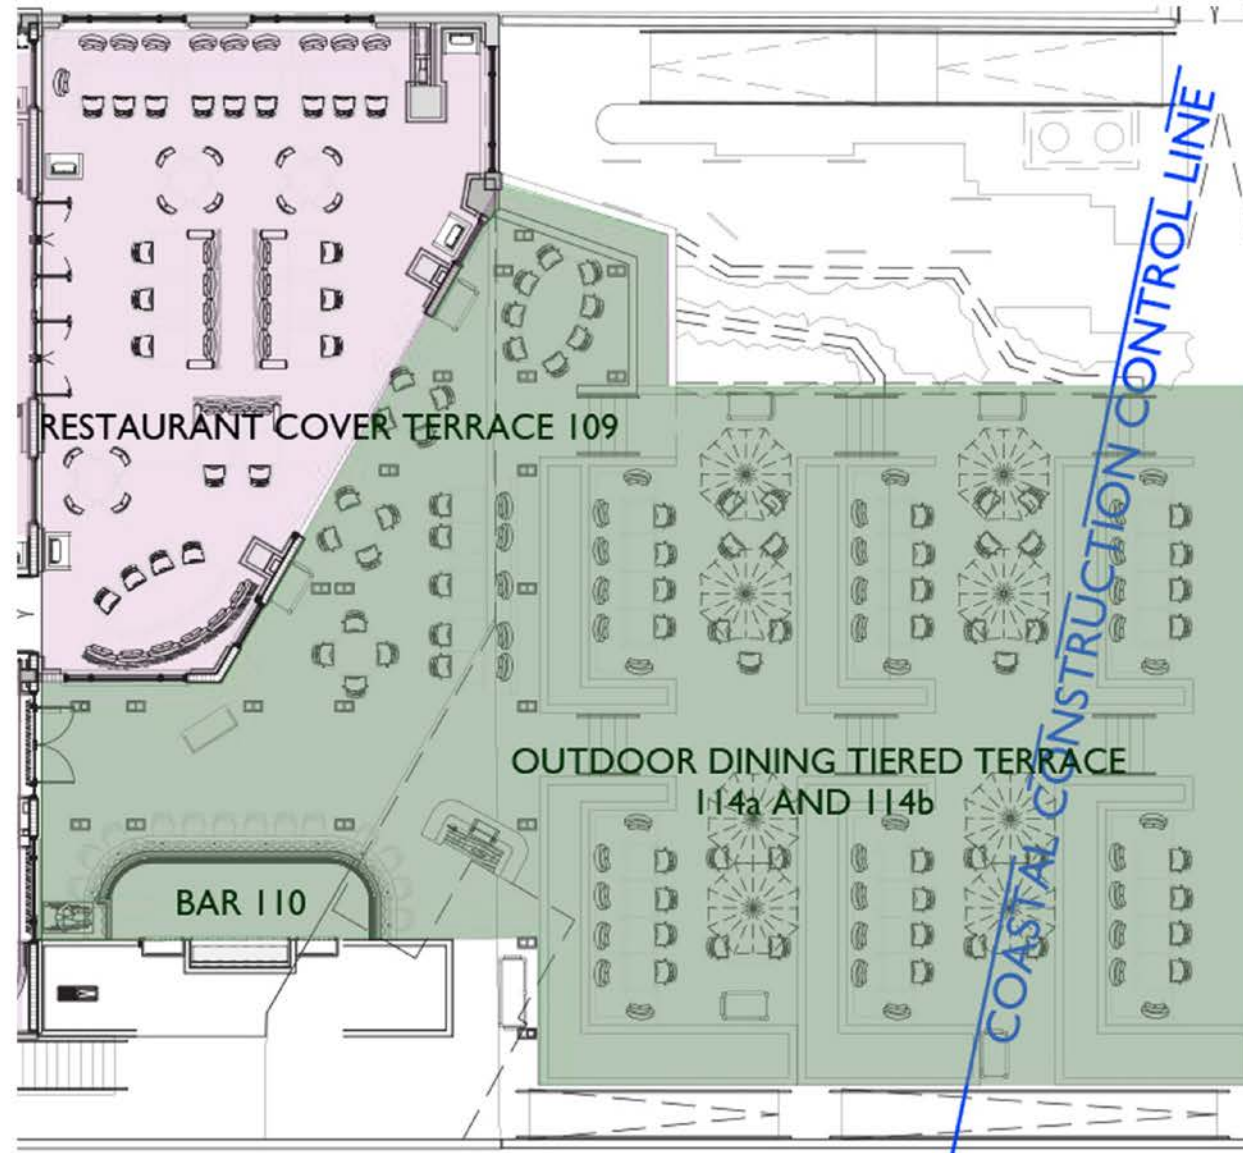 COASTAL CONSTRUCTION CONTROL LINE
RESTAURANT COVER TERRACE 109
OUTDOOR DINING TIERED TERRACE
114a AND 114b
BAR 110